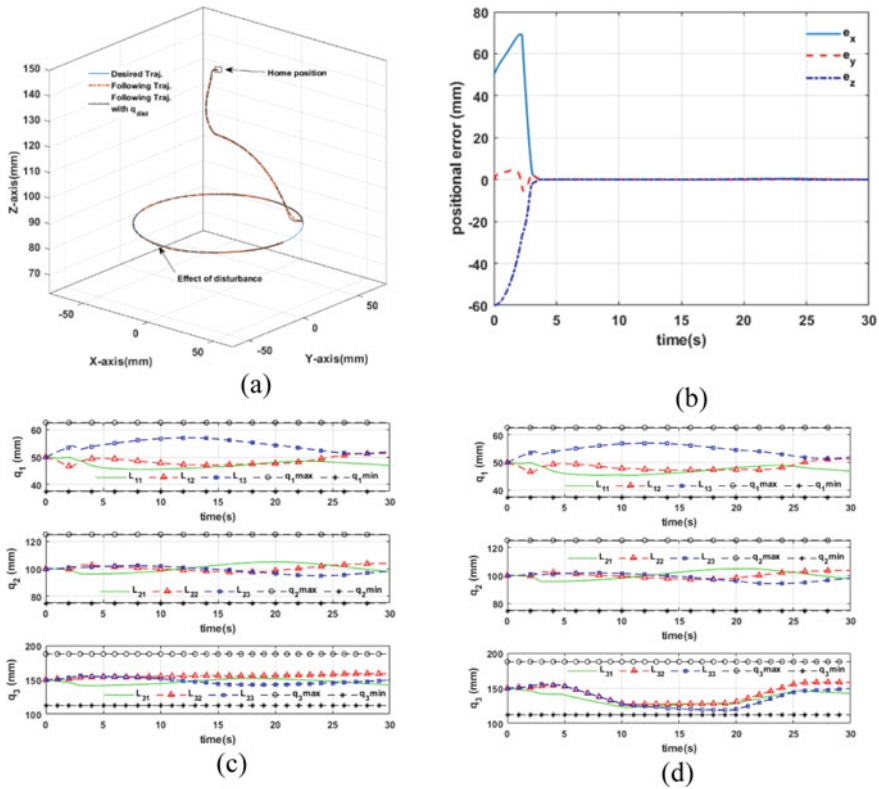 150
140
130
120
110
100
90
80
70
Z-axis(mm)
Desired Traj.
Following Traj.
Following Traj.
with q_dist
Home position
Effect of disturbance
-50
0
50
X-axis(mm)
-50
0
50
Y-axis(mm)
(a)
80
60
40
20
0
-20
-40
-60
positional error (mm)
e_x
e_y
e_z
0 5 10 15 20 25 30
time(s)
(b)
60
50
40
q_1 (mm)
L_11 L_12 L_13 q_1max q_1min
0 5 10 15 20 25 30
time(s)
120
100
80
q_2 (mm)
L_21 L_22 L_23 q_2max q_2min
0 5 10 15 20 25 30
time(s)
200
150
100
q_3 (mm)
L_31 L_32 L_33 q_3max q_3min
0 5 10 15 20 25 30
time(s)
(c)
60
50
40
q_1 (mm)
L_11 L_12 L_13 q_1max q_1min
0 5 10 15 20 25 30
time(s)
120
100
80
q_2 (mm)
L_21 L_22 L_23 q_2max q_2min
0 5 10 15 20 25 30
time(s)
200
150
100
q_3 (mm)
L_31 L_32 L_33 q_3max q_3min
0 5 10 15 20 25 30
time(s)
(d)